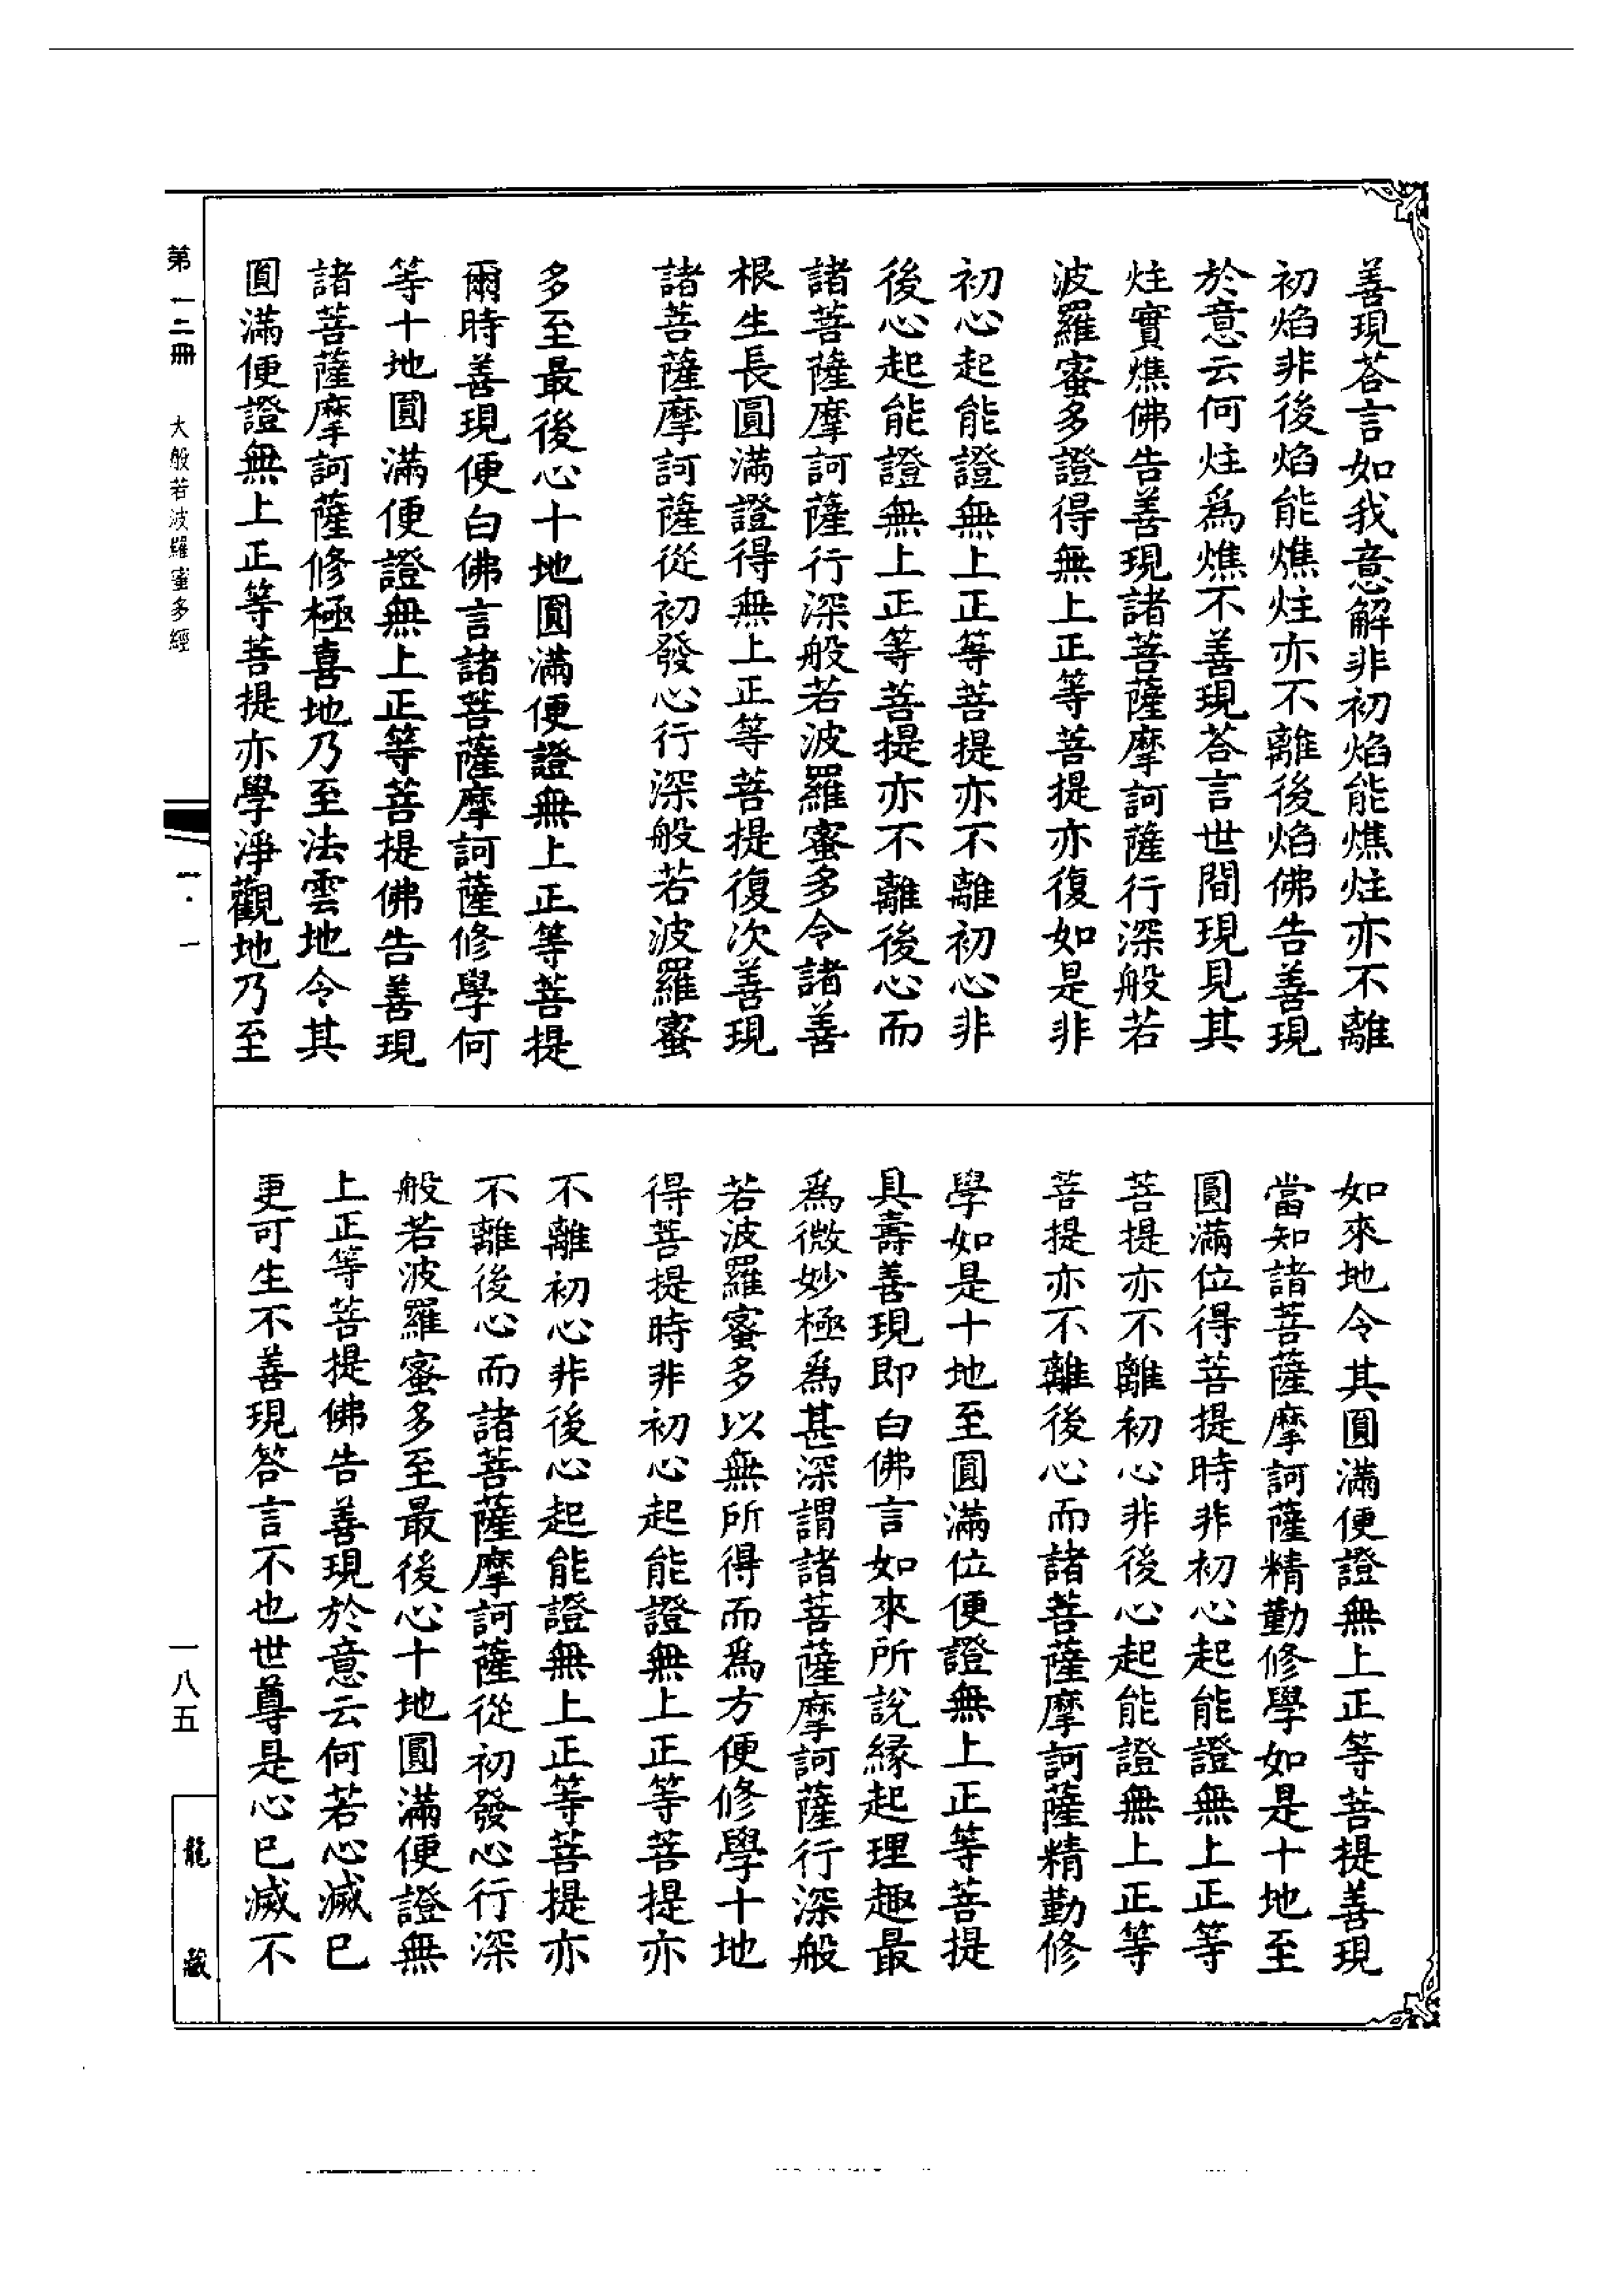 善現荅言如我意解非初焰能燋炷亦不離
初焰非後焰能燋炷亦不離後焰佛告善現
於意云何炷爲燋不善現荅言世間現見其
炷實燋佛告善現諸菩薩摩訶薩行深般若
波羅蜜多證得無上正等菩提亦復如是非
初心起能證無上正等菩提亦不離初心非
後心起能證無上正等菩提亦不離後心而
諸菩薩摩訶薩行深般若波羅蜜多令諸善
根生長圓滿證得無上正等菩提復次善現
諸菩薩摩訶薩從初發心行深般若波羅蜜
多至最後心十地圓滿便證無上正等菩提
爾時善現便白佛言諸菩薩摩訶薩修學何
等十地圓滿便證無上正等菩提佛告善現
諸菩薩摩訶薩修極喜地乃至法雲地令其
圓滿便證無上正等菩提亦學淨觀地乃至
如來地令其圓滿便證無上正等菩提善現
當知諸菩薩摩訶薩精勤修學如是十地至
圓滿位得菩提時非初心起能證無上正等
菩提亦不離初心非後心起能證無上正等
菩提亦不離後心而諸菩薩摩訶薩精勤修
學如是十地至圓滿位便證無上正等菩提
具壽善現即白佛言如來所說緣起理趣最
爲微妙極爲甚深謂諸菩薩摩訶薩行深般
若波羅蜜多以無所得而爲方便修學十地
得菩提時非初心起能證無上正等菩提亦
不離初心非後心起能證無上正等菩提亦
不離後心而諸菩薩摩訶薩從初發心行深
般若波羅蜜多至最後心十地圓滿便證無
上正等菩提佛告善現於意云何若心滅已
更可生不善現答言不也世尊是心已滅不
第一二冊 大般若波羅蜜多經
一·一
一八五
龍藏